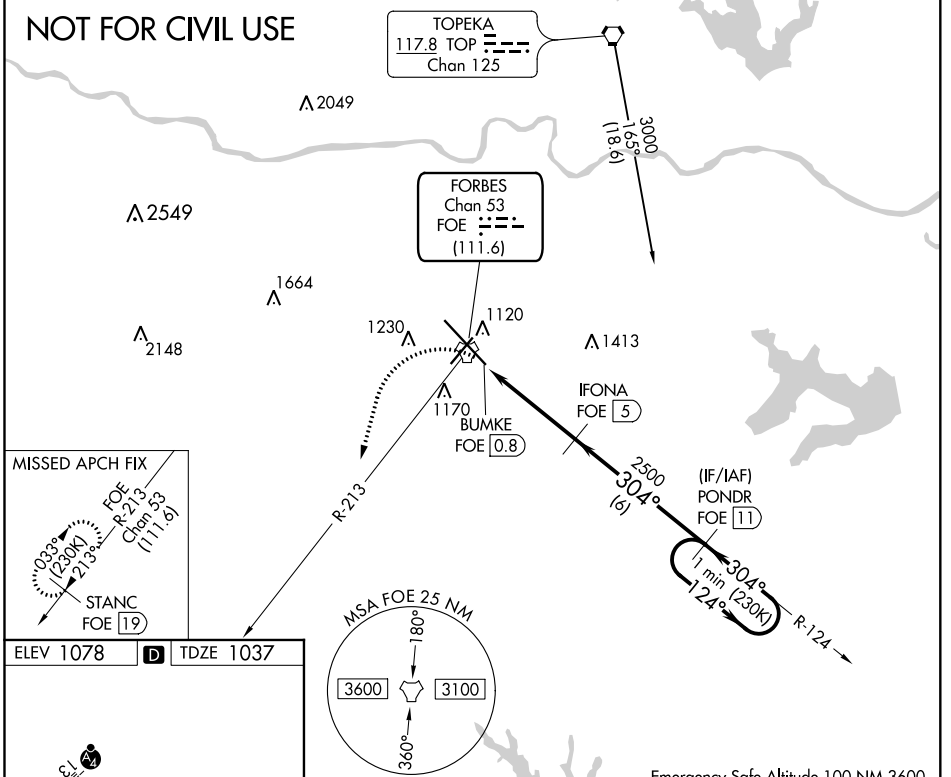 NOT FOR CIVIL USE
TOPEKA
117.8 TOP
Chan 125
2049
3000
165°
(18.6)
FORBES
Chan 53
FOE
(111.6)
2549
1664
1230
1120
2148
1413
1170
BUMKE
FOE 0.8
IFONA
FOE 5
2500
304°
(6)
(IF/IAF)
PONDR
FOE 11
304°
1 min (230K)
124°
R-124
R-213
MISSED APCH FIX
FOE
R-213
Chan 53
(111.6)
033°
(230K)
213°
STANC
FOE 19
MSA FOE 25 NM
180°
3600
3100
360°
ELEV 1078
D
TDZE 1037
A4
13
Emergency Safe Altitude 100 NM 3600